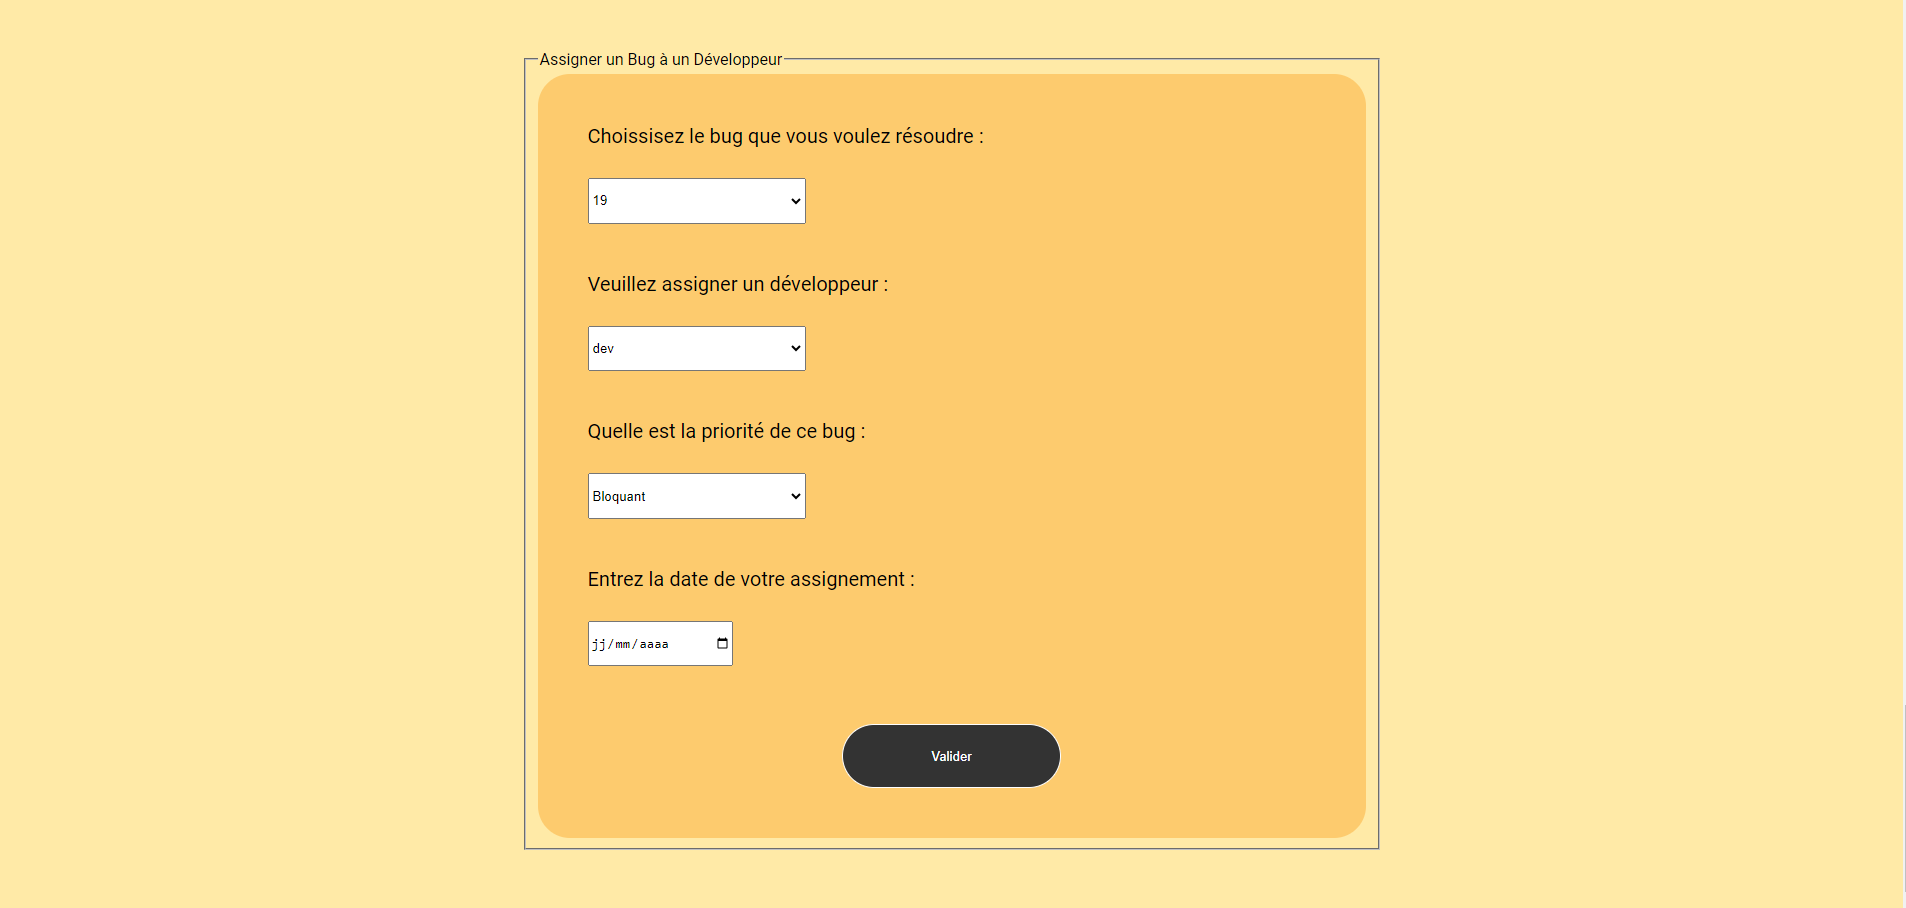 Assigner un Bug à un Développeur
Choissisez le bug que vous voulez résoudre :
19
Veuillez assigner un développeur :
dev
Quelle est la priorité de ce bug :
Bloquant
Entrez la date de votre assignement :
jj/mm/aaaa
Valider